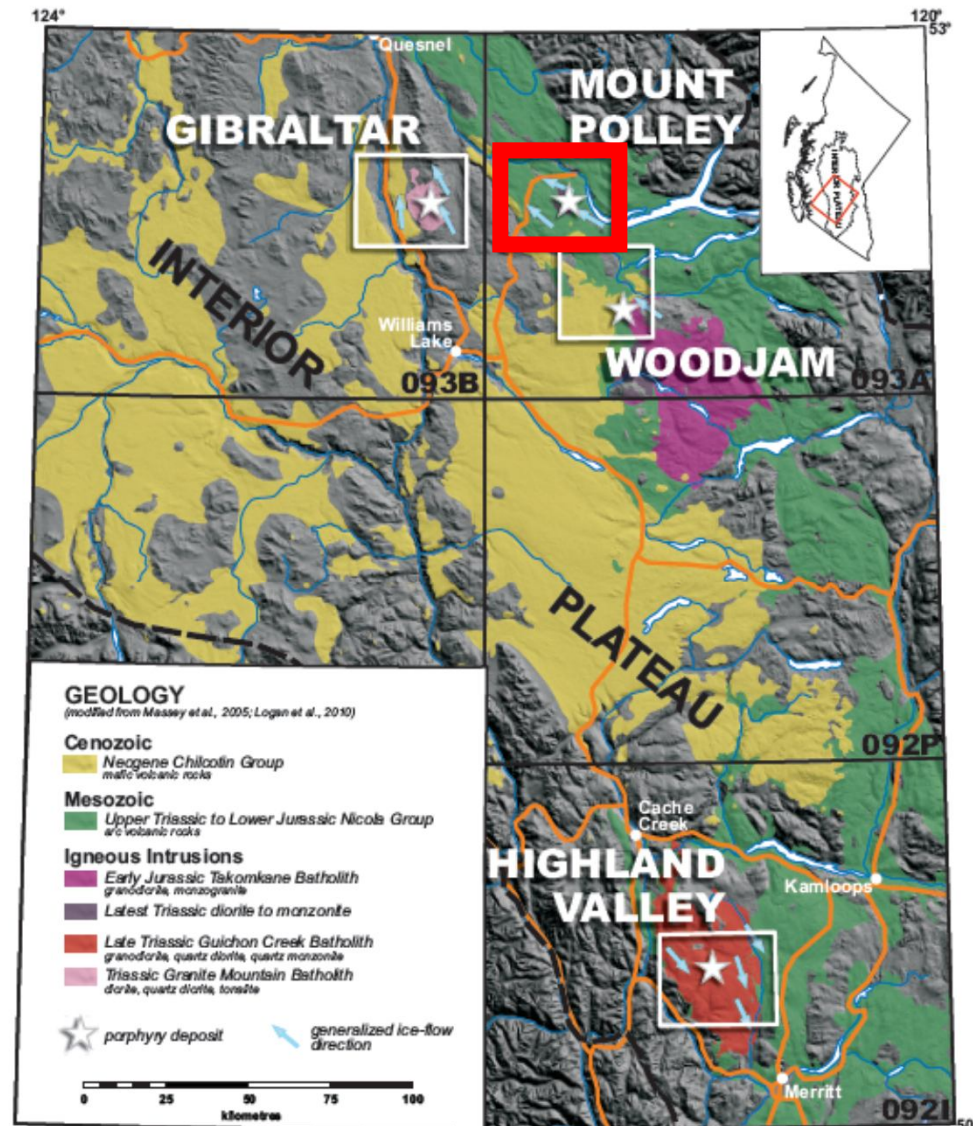 124°
120°
53°
Quesnel
MOUNT
POLLEY
GIBRALTAR
INTERIOR PLATEAU
INTERIOR
Williams
Lake
WOODJAM
093B
093A
PLATEAU
GEOLOGY
(modified from Massey et al., 2005; Logan et al., 2010)
Cenozoic
Neogene Chilcotin Group
mafic volcanic rocks
Mesozoic
Upper Triassic to Lower Jurassic Nicola Group
arc volcanic rocks
Igneous Intrusions
Early Jurassic Takomkane Batholith
granodiorite, monzogranite
Latest Triassic diorite to monzonite
Late Triassic Guichon Creek Batholith
granodiorite, quartz diorite, quartz monzonite
Triassic Granite Mountain Batholith
diorite, quartz diorite, tonalite
porphyry deposit
generalized ice-flow
direction
0 25 50 75 100
kilometres
092P
Cache
Creek
HIGHLAND
VALLEY
Kamloops
Merritt
092I